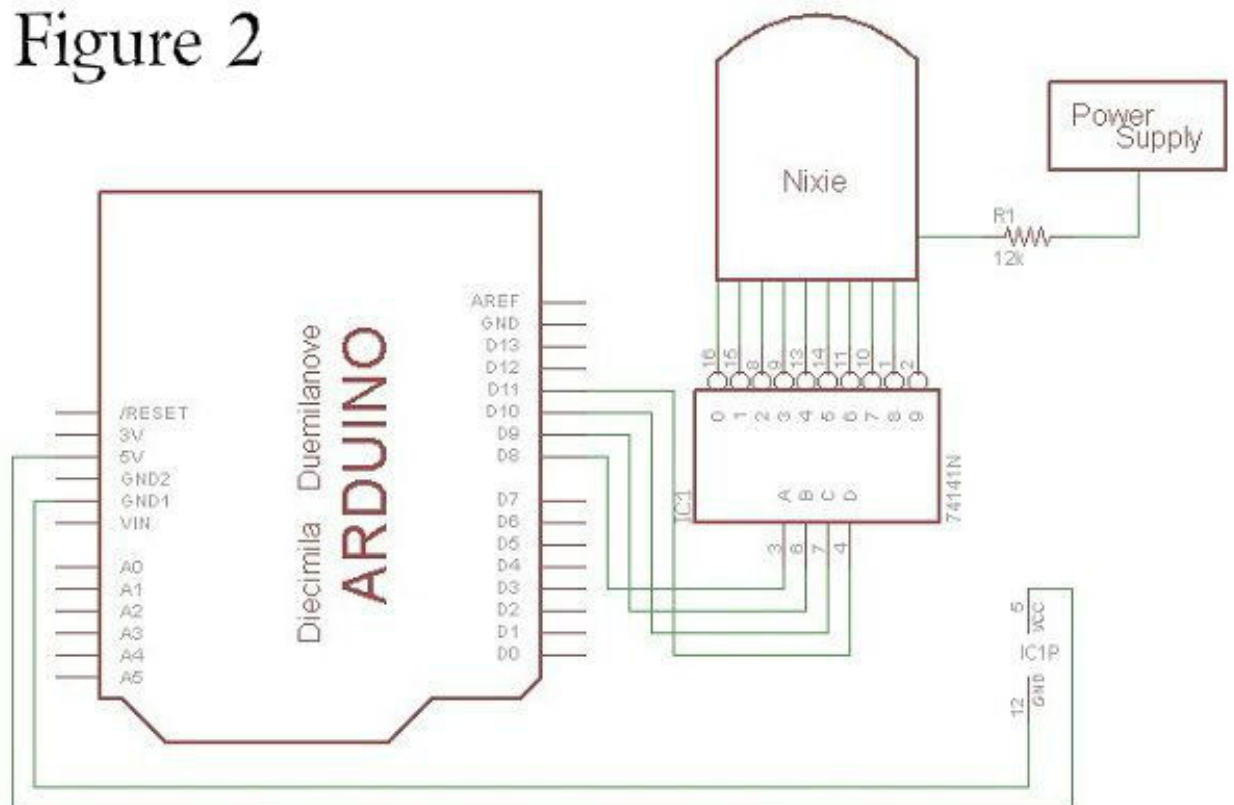 Figure 2
Power
Supply
Nixie
R1
12k
16 15 8 9 13 14 11 10 1 2
0 1 2 3 4 5 6 7 8 9
A B C D
3 6 7 4
IC1
74141N
Diecimila Duemilanove
ARDUINO
/RESET
3V
5V
GND2
GND1
VIN
A0
A1
A2
A3
A4
A5
AREF
GND
D13
D12
D11
D10
D9
D8
D7
D6
D5
D4
D3
D2
D1
D0
5
VCC
IC1P
12
GND